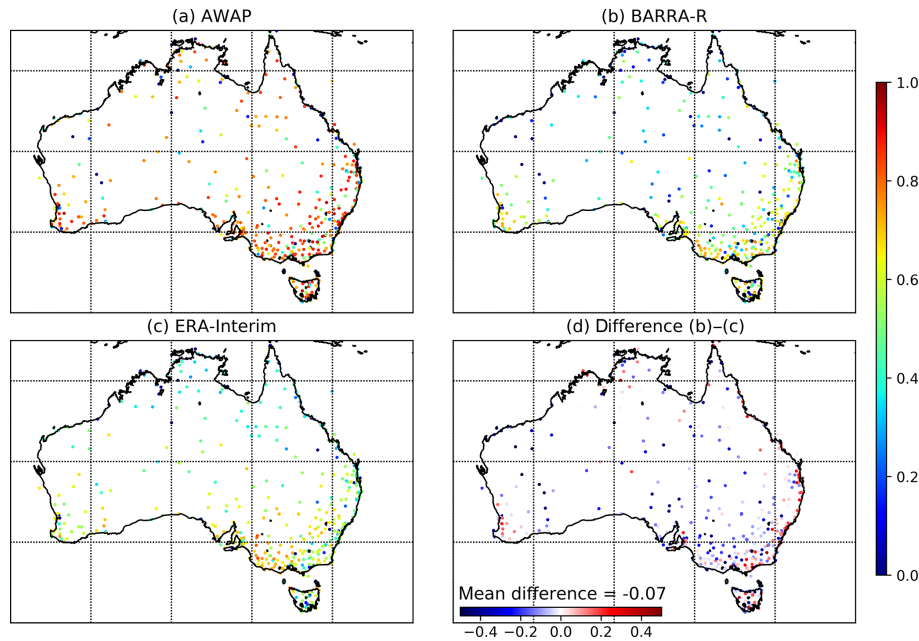 (a) AWAP
(b) BARRA-R
(c) ERA-Interim
(d) Difference (b)–(c)
Mean difference = -0.07
−0.4 −0.2 0.0 0.2 0.4
1.0
0.8
0.6
0.4
0.2
0.0